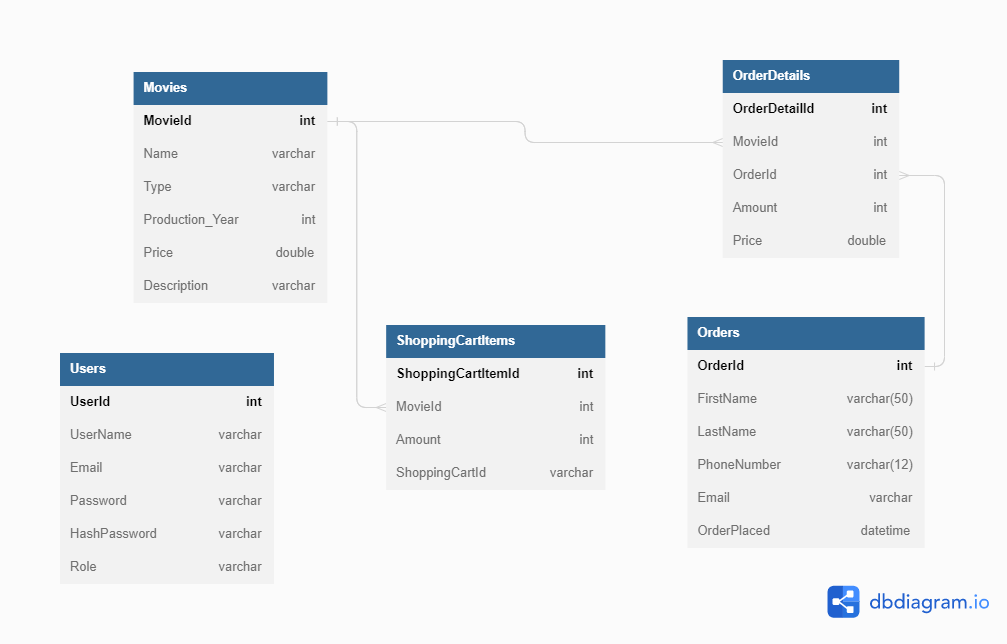 Movies
MovieId int
Name varchar
Type varchar
Production_Year int
Price double
Description varchar
OrderDetails
OrderDetailId int
MovieId int
OrderId int
Amount int
Price double
Users
UserId int
UserName varchar
Email varchar
Password varchar
HashPassword varchar
Role varchar
ShoppingCartItems
ShoppingCartItemId int
MovieId int
Amount int
ShoppingCartId varchar
Orders
OrderId int
FirstName varchar(50)
LastName varchar(50)
PhoneNumber varchar(12)
Email varchar
OrderPlaced datetime
dbdiagram.io